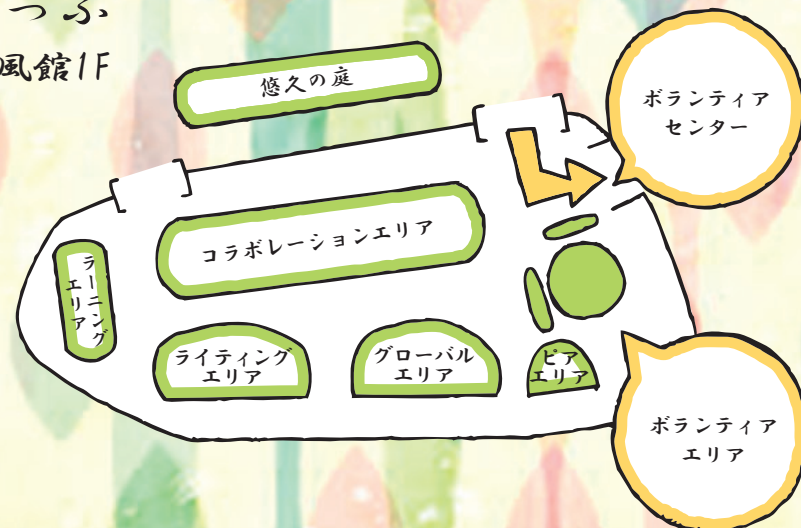 つ ふ
風館1F
悠久の庭
ボランティア
センター
コラボレーションエリア
ラーニング
エリア
ライティング
エリア
グローバル
エリア
ピア
エリア
ボランティア
エリア